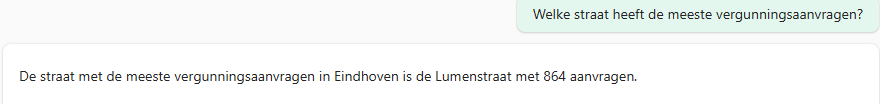 Welke straat heeft de meeste vergunningsaanvragen?
De straat met de meeste vergunningsaanvragen in Eindhoven is de Lumenstraat met 864 aanvragen.